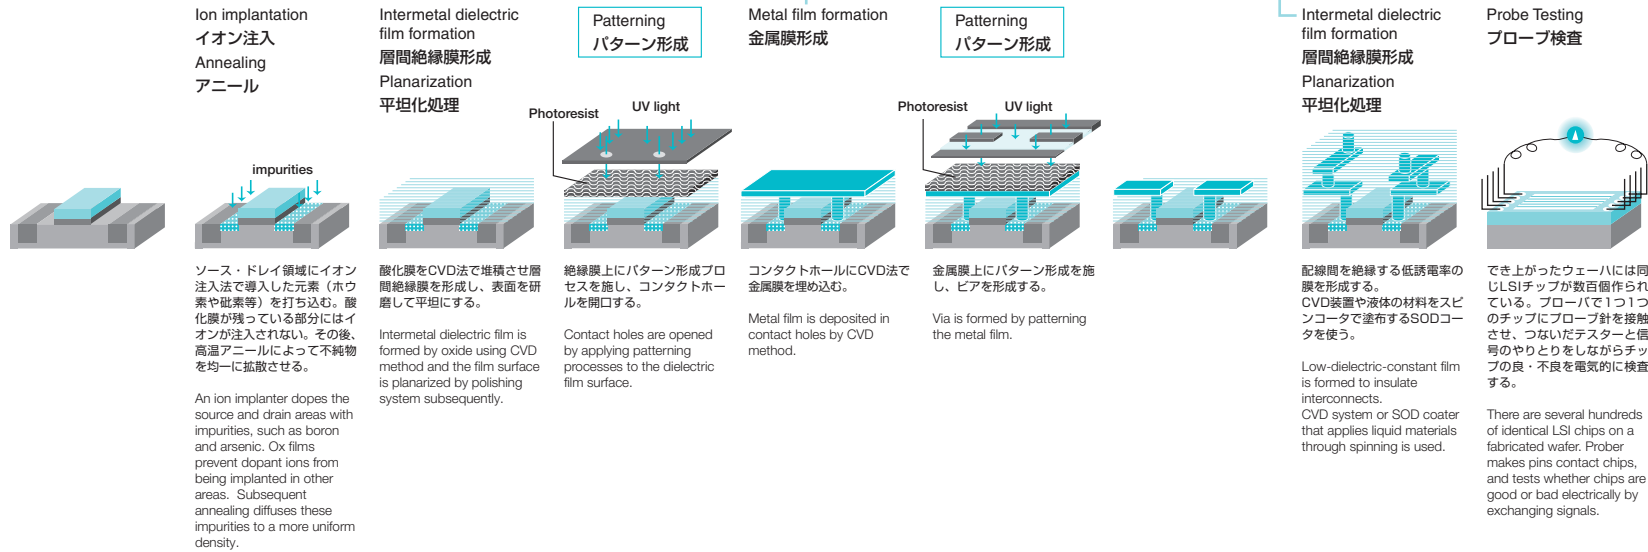 Ion implantation
イオン注入
Annealing
アニール
impurities
ソース・ドレイ領域にイオン
注入法で導入した元素（ホウ
素や砒素等）を打ち込む。酸
化膜が残っている部分にはイ
オンが注入されない。その後、
高温アニールによって不純物
を均一に拡散させる。
An ion implanter dopes the
source and drain areas with
impurities, such as boron
and arsenic. Ox films
prevent dopant ions from
being implanted in other
areas.  Subsequent
annealing diffuses these
impurities to a more uniform
density.
Intermetal dielectric
film formation
層間絶縁膜形成
Planarization
平坦化処理
酸化膜をCVD法で堆積させ層
間絶縁膜を形成し、表面を研
磨して平坦にする。
Intermetal dielectric film is
formed by oxide using CVD
method and the film surface
is planarized by polishing
system subsequently.
Patterning
パターン形成
Photoresist
UV light
絶縁膜上にパターン形成プロ
セスを施し、コンタクトホー
ルを開口する。
Contact holes are opened
by applying patterning
processes to the dielectric
film surface.
Metal film formation
金属膜形成
コンタクトホールにCVD法で
金属膜を埋め込む。
Metal film is deposited in
contact holes by CVD
method.
Patterning
パターン形成
Photoresist
UV light
金属膜上にパターン形成を施
し、ビアを形成する。
Via is formed by patterning
the metal film.
Intermetal dielectric
film formation
層間絶縁膜形成
Planarization
平坦化処理
配線間を絶縁する低誘電率の
膜を形成する。
CVD装置や液体の材料をスピ
ンコータで塗布するSODコー
タを使う。
Low-dielectric-constant film
is formed to insulate
interconnects.
CVD system or SOD coater
that applies liquid materials
through spinning is used.
Probe Testing
プローブ検査
でき上がったウェーハには同
じLSIチップが数百個作られ
ている。プローバで1つ1つ
のチップにプローブ針を接触
させ、つないだテスターと信
号のやりとりをしながらチッ
プの良・不良を電気的に検査
する。
There are several hundreds
of identical LSI chips on a
fabricated wafer. Prober
makes pins contact chips,
and tests whether chips are
good or bad electrically by
exchanging signals.